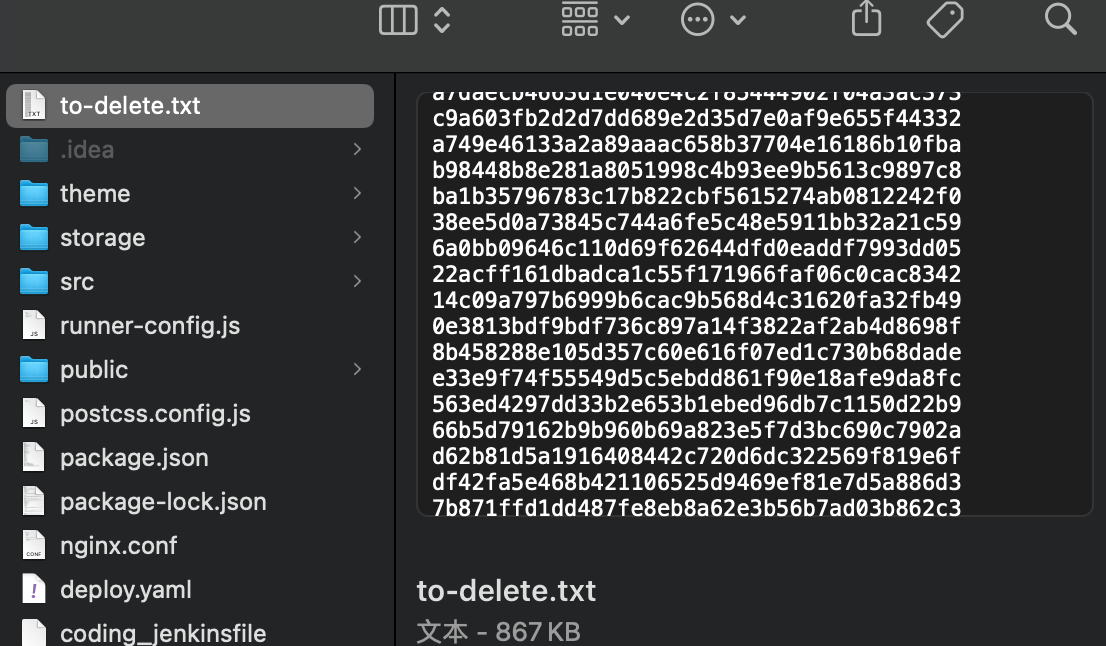 to-delete.txt
.idea
theme
storage
src
runner-config.js
public
postcss.config.js
package.json
package-lock.json
nginx.conf
deploy.yaml
coding_jenkinsfile
c9a603fb2d2d7dd689e2d35d7e0af9e655f44332
a749e46133a2a89aaac658b37704e16186b10fba
b98448b8e281a8051998c4b93ee9b5613c9897c8
ba1b35796783c17b822cbf5615274ab0812242f0
38ee5d0a73845c744a6fe5c48e5911bb32a21c59
6a0bb09646c110d69f62644dfd0eaddf7993dd05
22acff161dbadca1c55f171966faf06c0cac8342
14c09a797b6999b6cac9b568d4c31620fa32fb49
0e3813bdf9bdf736c897a14f3822af2ab4d8698f
8b458288e105d357c60e616f07ed1c730b68dade
e33e9f74f55549d5c5ebdd861f90e18afe9da8fc
563ed4297dd33b2e653b1ebed96db7c1150d22b9
66b5d79162b9b960b69a823e5f7d3bc690c7902a
d62b81d5a1916408442c720d6dc322569f819e6f
df42fa5e468b421106525d9469ef81e7d5a886d3
7b871ffd1dd487fe8eb8a62e3b56b7ad03b862c3
to-delete.txt
文本 - 867 KB